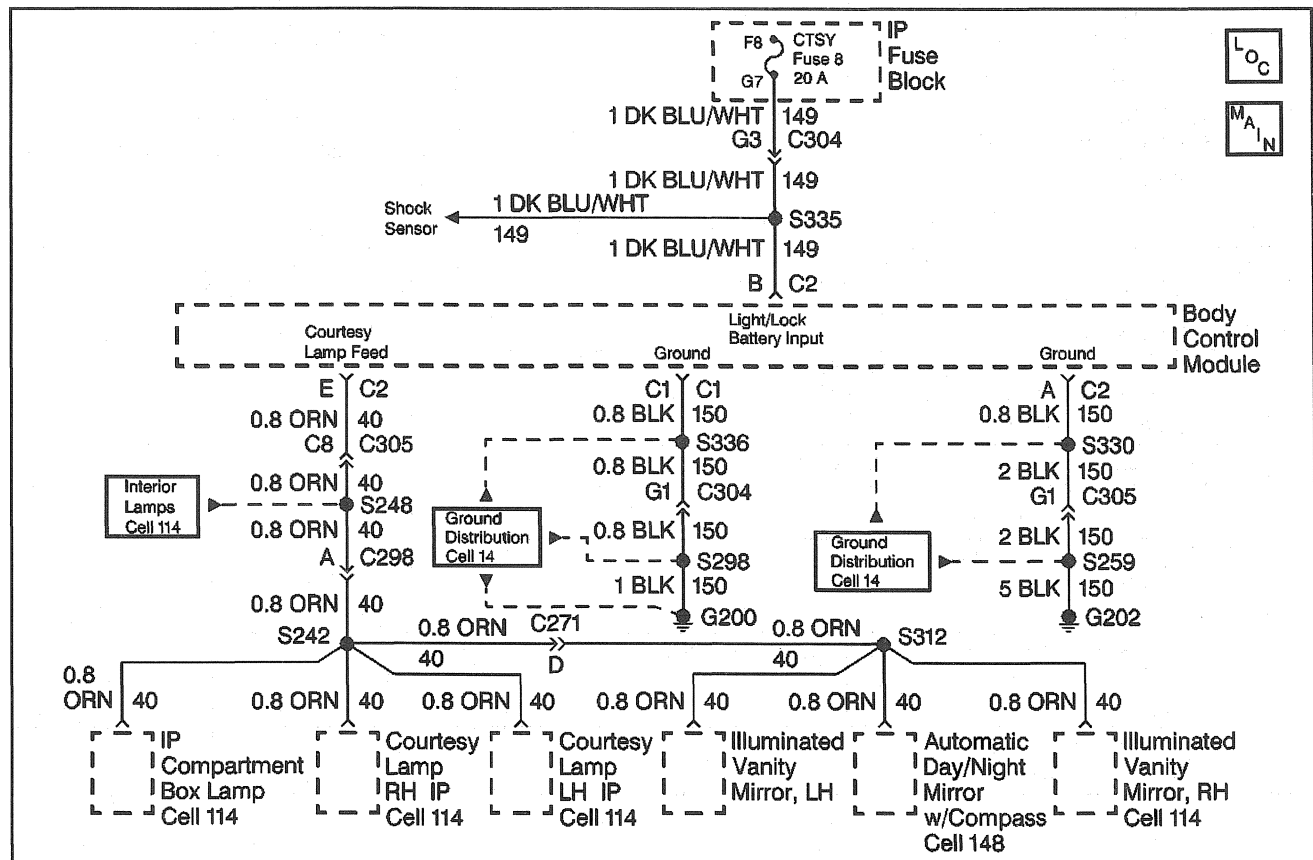 IP
Fuse
Block
F8 CTSY
Fuse 8
G7 20 A
LOC
MAIN
1 DK BLU/WHT 149
G3 C304
1 DK BLU/WHT 149
Shock
Sensor
1 DK BLU/WHT
149
S335
1 DK BLU/WHT 149
B C2
Body
Control
Module
Light/Lock
Battery Input
Courtesy
Lamp Feed
Ground
Ground
E C2
0.8 ORN 40
C8 C305
0.8 ORN 40
Interior
Lamps
Cell 114
S248
0.8 ORN 40
A C298
0.8 ORN 40
S242
C1 C1
0.8 BLK 150
S336
0.8 BLK 150
G1 C304
Ground
Distribution
Cell 14
0.8 BLK 150
S298
1 BLK 150
G200
A C2
0.8 BLK 150
S330
2 BLK 150
G1 C305
Ground
Distribution
Cell 14
2 BLK 150
S259
5 BLK 150
G202
0.8 ORN C271 0.8 ORN S312
40 D 40
0.8
ORN 40
0.8 ORN 40
0.8 ORN 40
0.8 ORN 40
0.8 ORN 40
0.8 ORN 40
IP
Compartment
Box Lamp
Cell 114
Courtesy
Lamp
RH IP
Cell 114
Courtesy
Lamp
LH IP
Cell 114
Illuminated
Vanity
Mirror, LH
Automatic
Day/Night
Mirror
w/Compass
Cell 148
Illuminated
Vanity
Mirror, RH
Cell 114